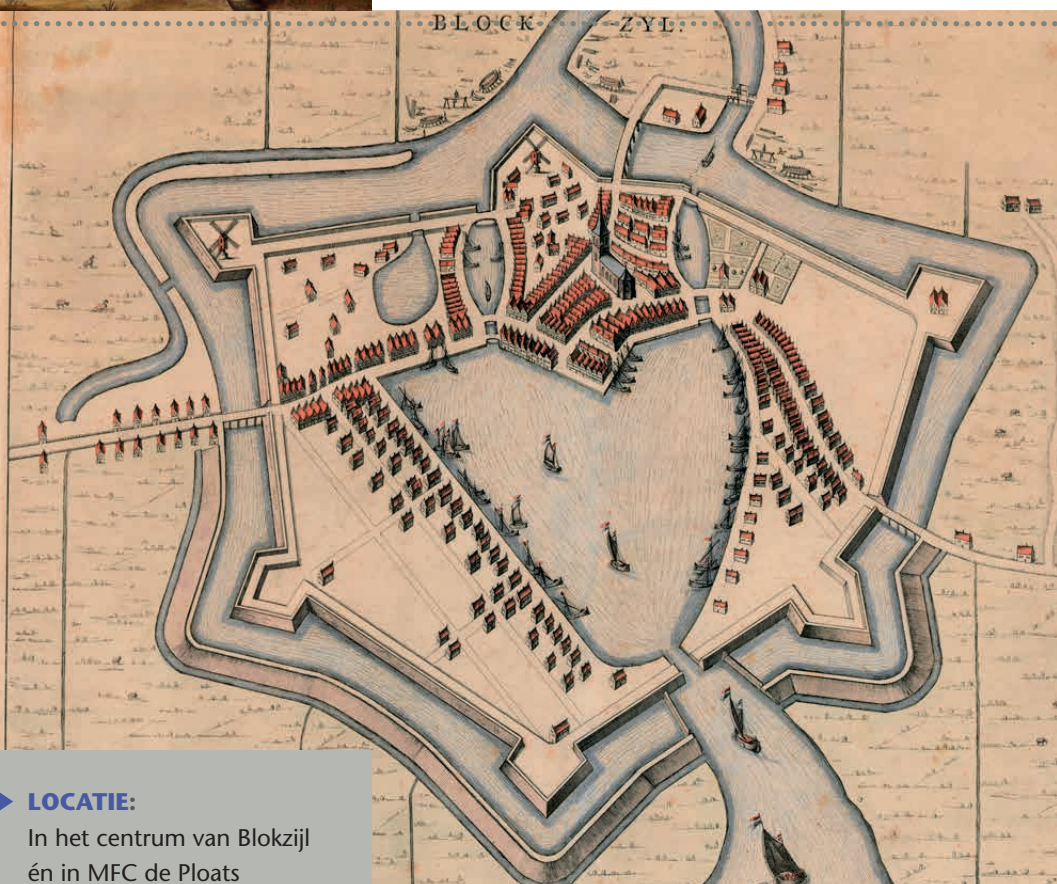 BLOCK ZYL.
LOCATIE:
In het centrum van Blokzijl
én in MFC de Ploats